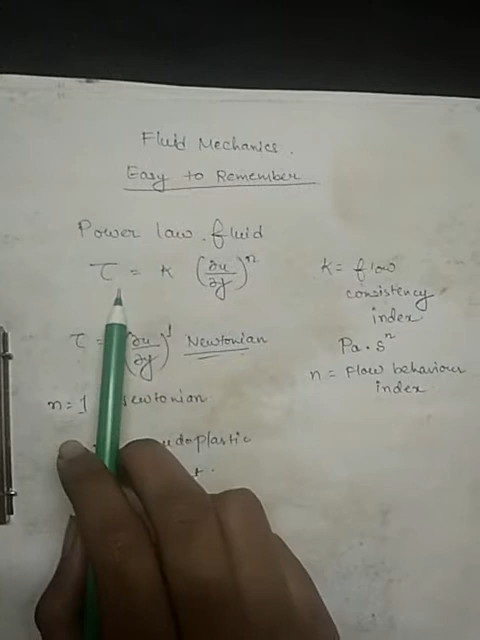 Fluid Mechanics.
Easy to Remember
Power law fluid
τ = K (∂u/∂y)^n
K = flow
consistency
index
Pa.s^n
n = Flow behaviour
index
τ = (∂u/∂y)^1 Newtonian
n = 1